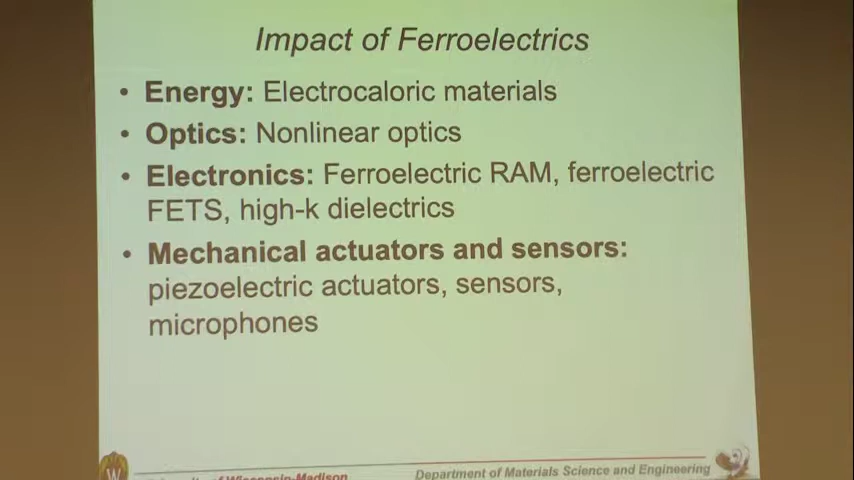 Impact of Ferroelectrics
• Energy: Electrocaloric materials
• Optics: Nonlinear optics
• Electronics: Ferroelectric RAM, ferroelectric
FETS, high-k dielectrics
• Mechanical actuators and sensors:
piezoelectric actuators, sensors,
microphones
W
of Wisconsin-Madison
Department of Materials Science and Engineering